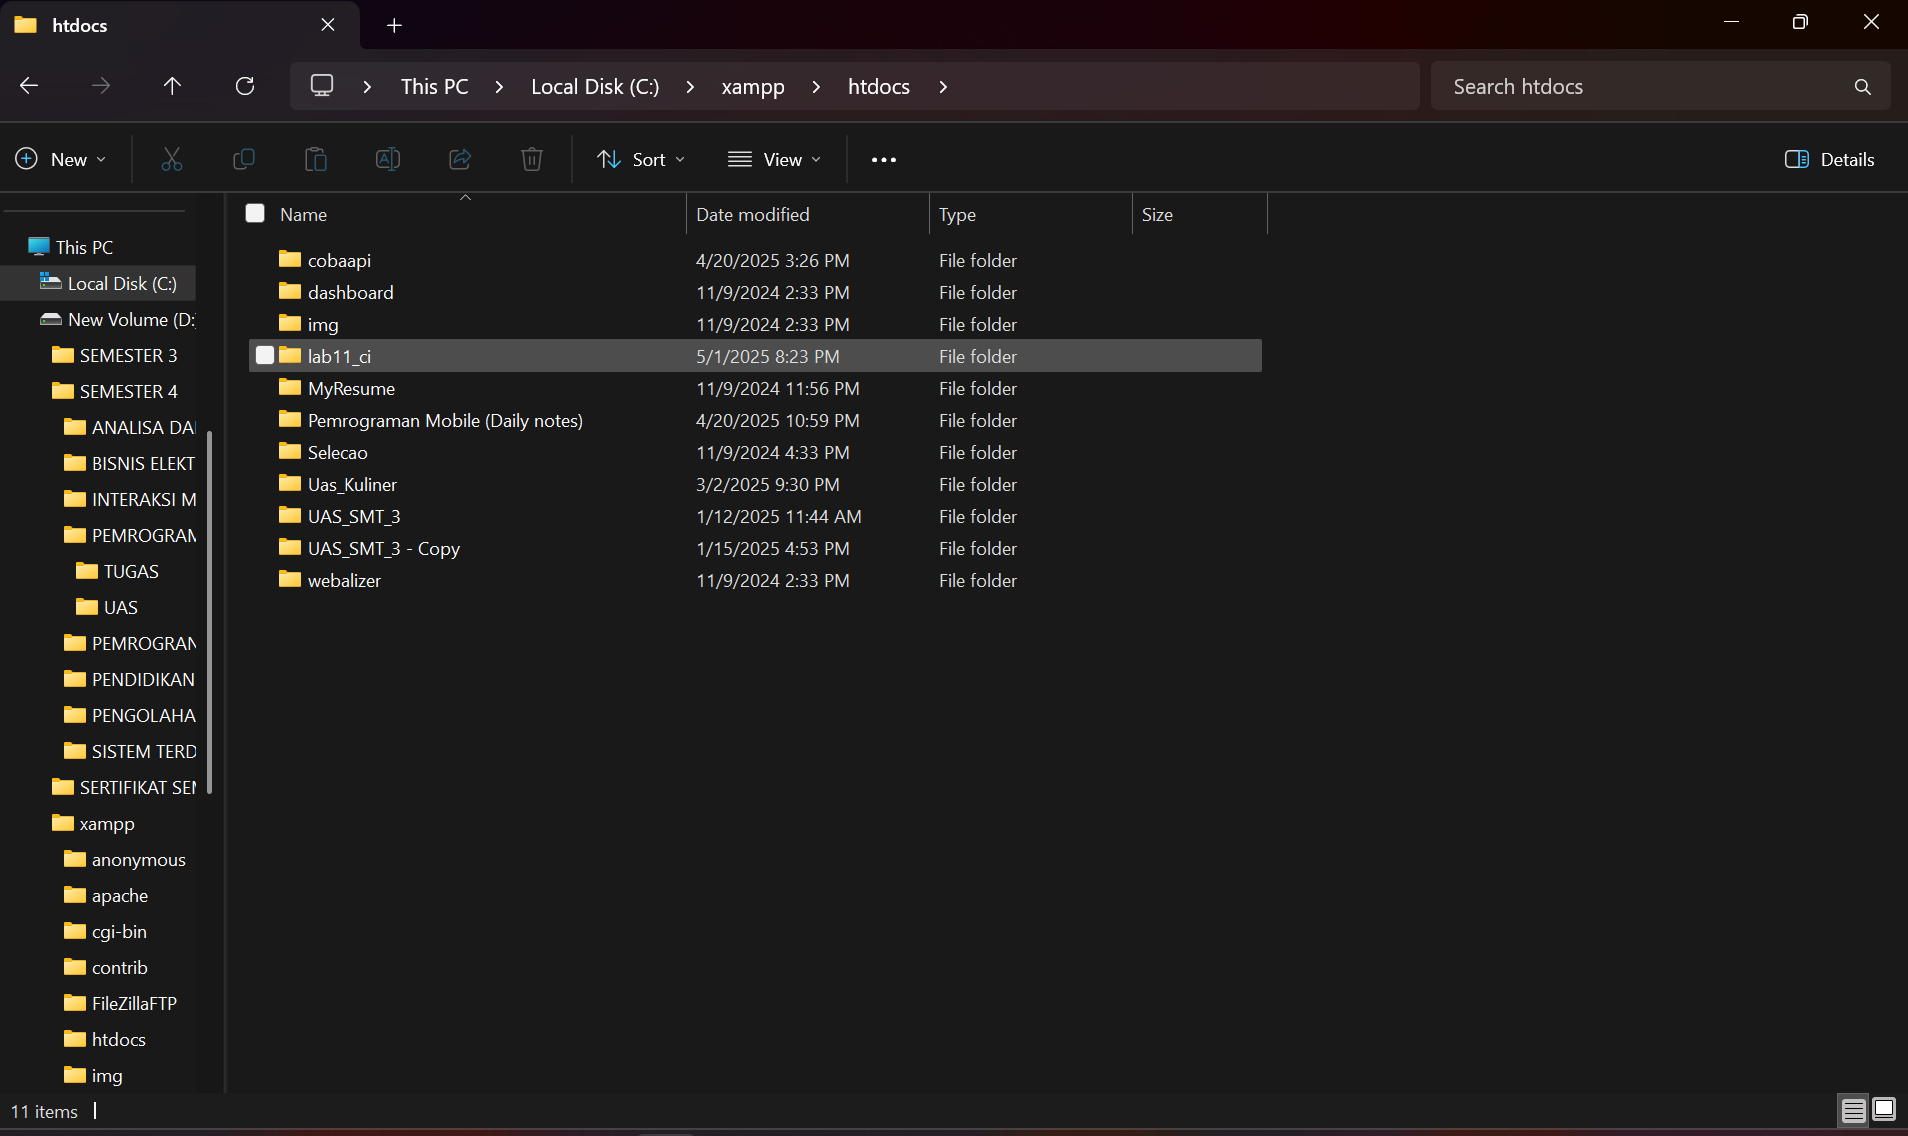 htdocs
This PC
Local Disk (C:)
xampp
htdocs
Search htdocs
New
Sort
View
Details
This PC
Local Disk (C:)
New Volume (D:
SEMESTER 3
SEMESTER 4
ANALISA DA
BISNIS ELEKT
INTERAKSI M
PEMROGRAM
TUGAS
UAS
PEMROGRAN
PENDIDIKAN
PENGOLAHA
SISTEM TERD
SERTIFIKAT SEM
xampp
anonymous
apache
cgi-bin
contrib
FileZillaFTP
htdocs
img
Name Date modified Type Size
cobaapi 4/20/2025 3:26 PM File folder
dashboard 11/9/2024 2:33 PM File folder
img 11/9/2024 2:33 PM File folder
lab11_ci 5/1/2025 8:23 PM File folder
MyResume 11/9/2024 11:56 PM File folder
Pemrograman Mobile (Daily notes) 4/20/2025 10:59 PM File folder
Selecao 11/9/2024 4:33 PM File folder
Uas_Kuliner 3/2/2025 9:30 PM File folder
UAS_SMT_3 1/12/2025 11:44 AM File folder
UAS_SMT_3 - Copy 1/15/2025 4:53 PM File folder
webalizer 11/9/2024 2:33 PM File folder
11 items